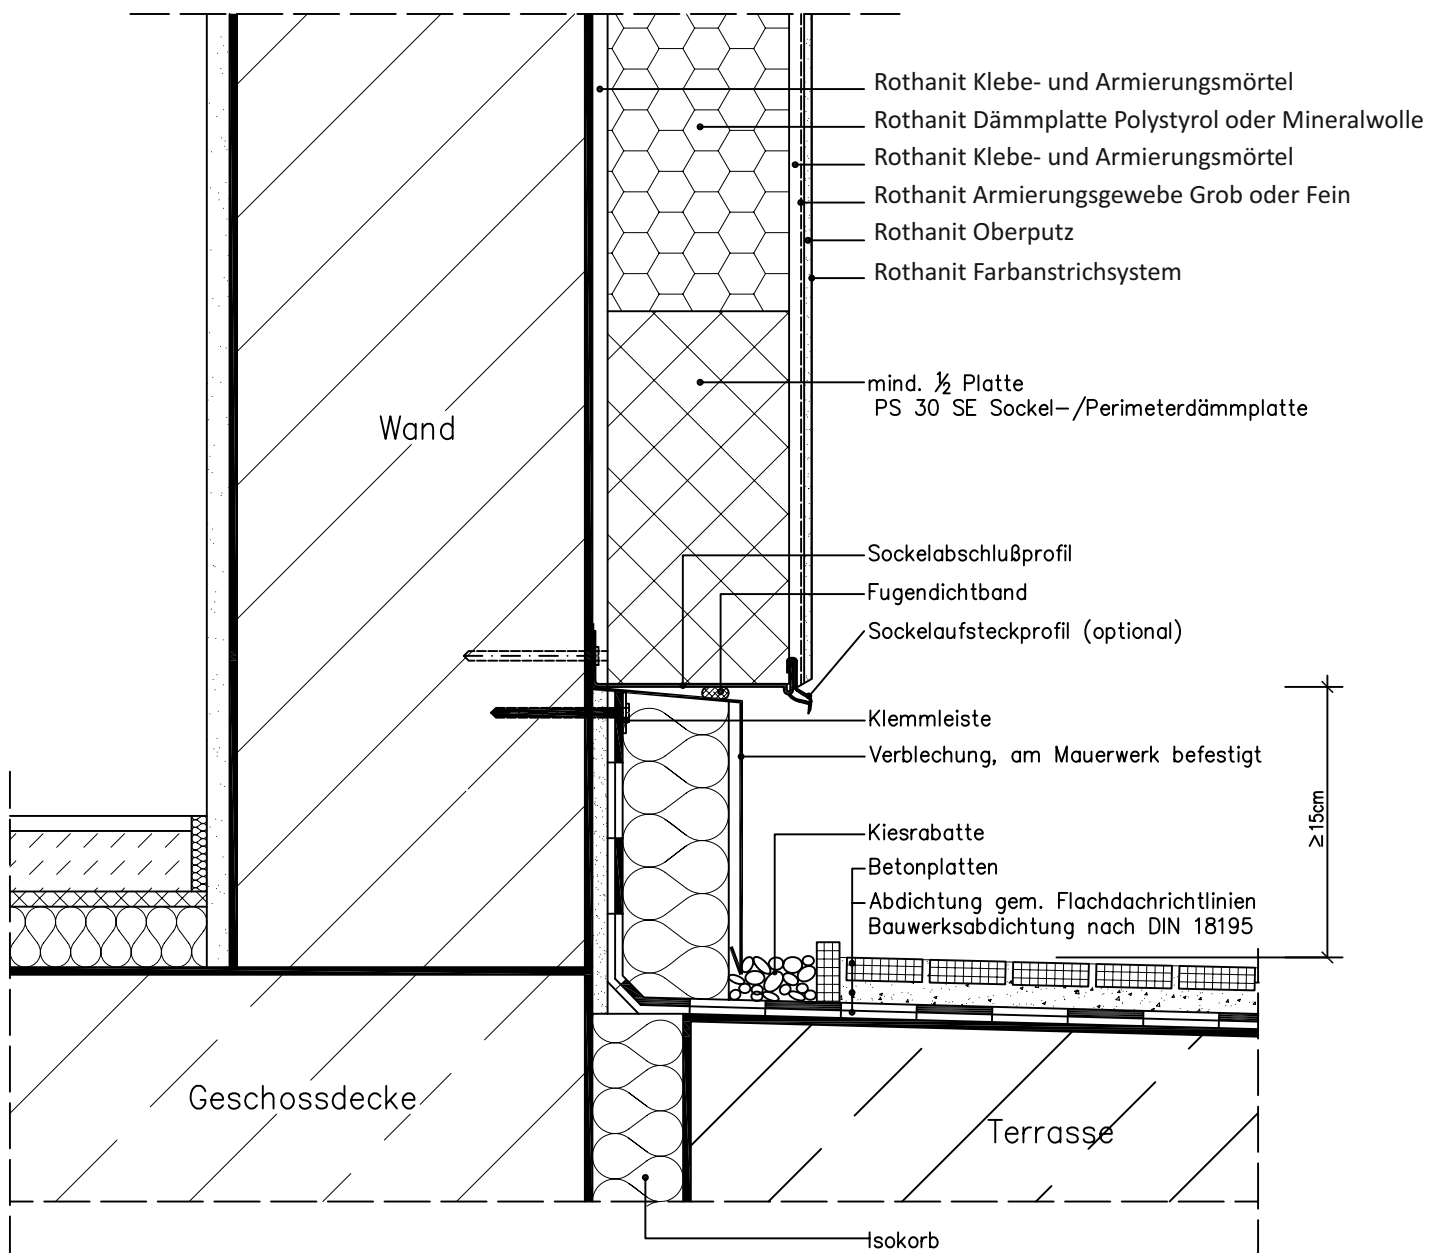 Rothanit Klebe- und Armierungsmörtel
Rothanit Dämmplatte Polystyrol oder Mineralwolle
Rothanit Klebe- und Armierungsmörtel
Rothanit Armierungsgewebe Grob oder Fein
Rothanit Oberputz
Rothanit Farbanstrichsystem
mind. ½ Platte
PS 30 SE Sockel-/Perimeterdämmplatte
Wand
Sockelabschlußprofil
Fugendichtband
Sockelaufsteckprofil (optional)
Klemmleiste
Verblechung, am Mauerwerk befestigt
≥15cm
Kiesrabatte
Betonplatten
Abdichtung gem. Flachdachrichtlinien
Bauwerksabdichtung nach DIN 18195
Geschossdecke
Terrasse
Isokorb